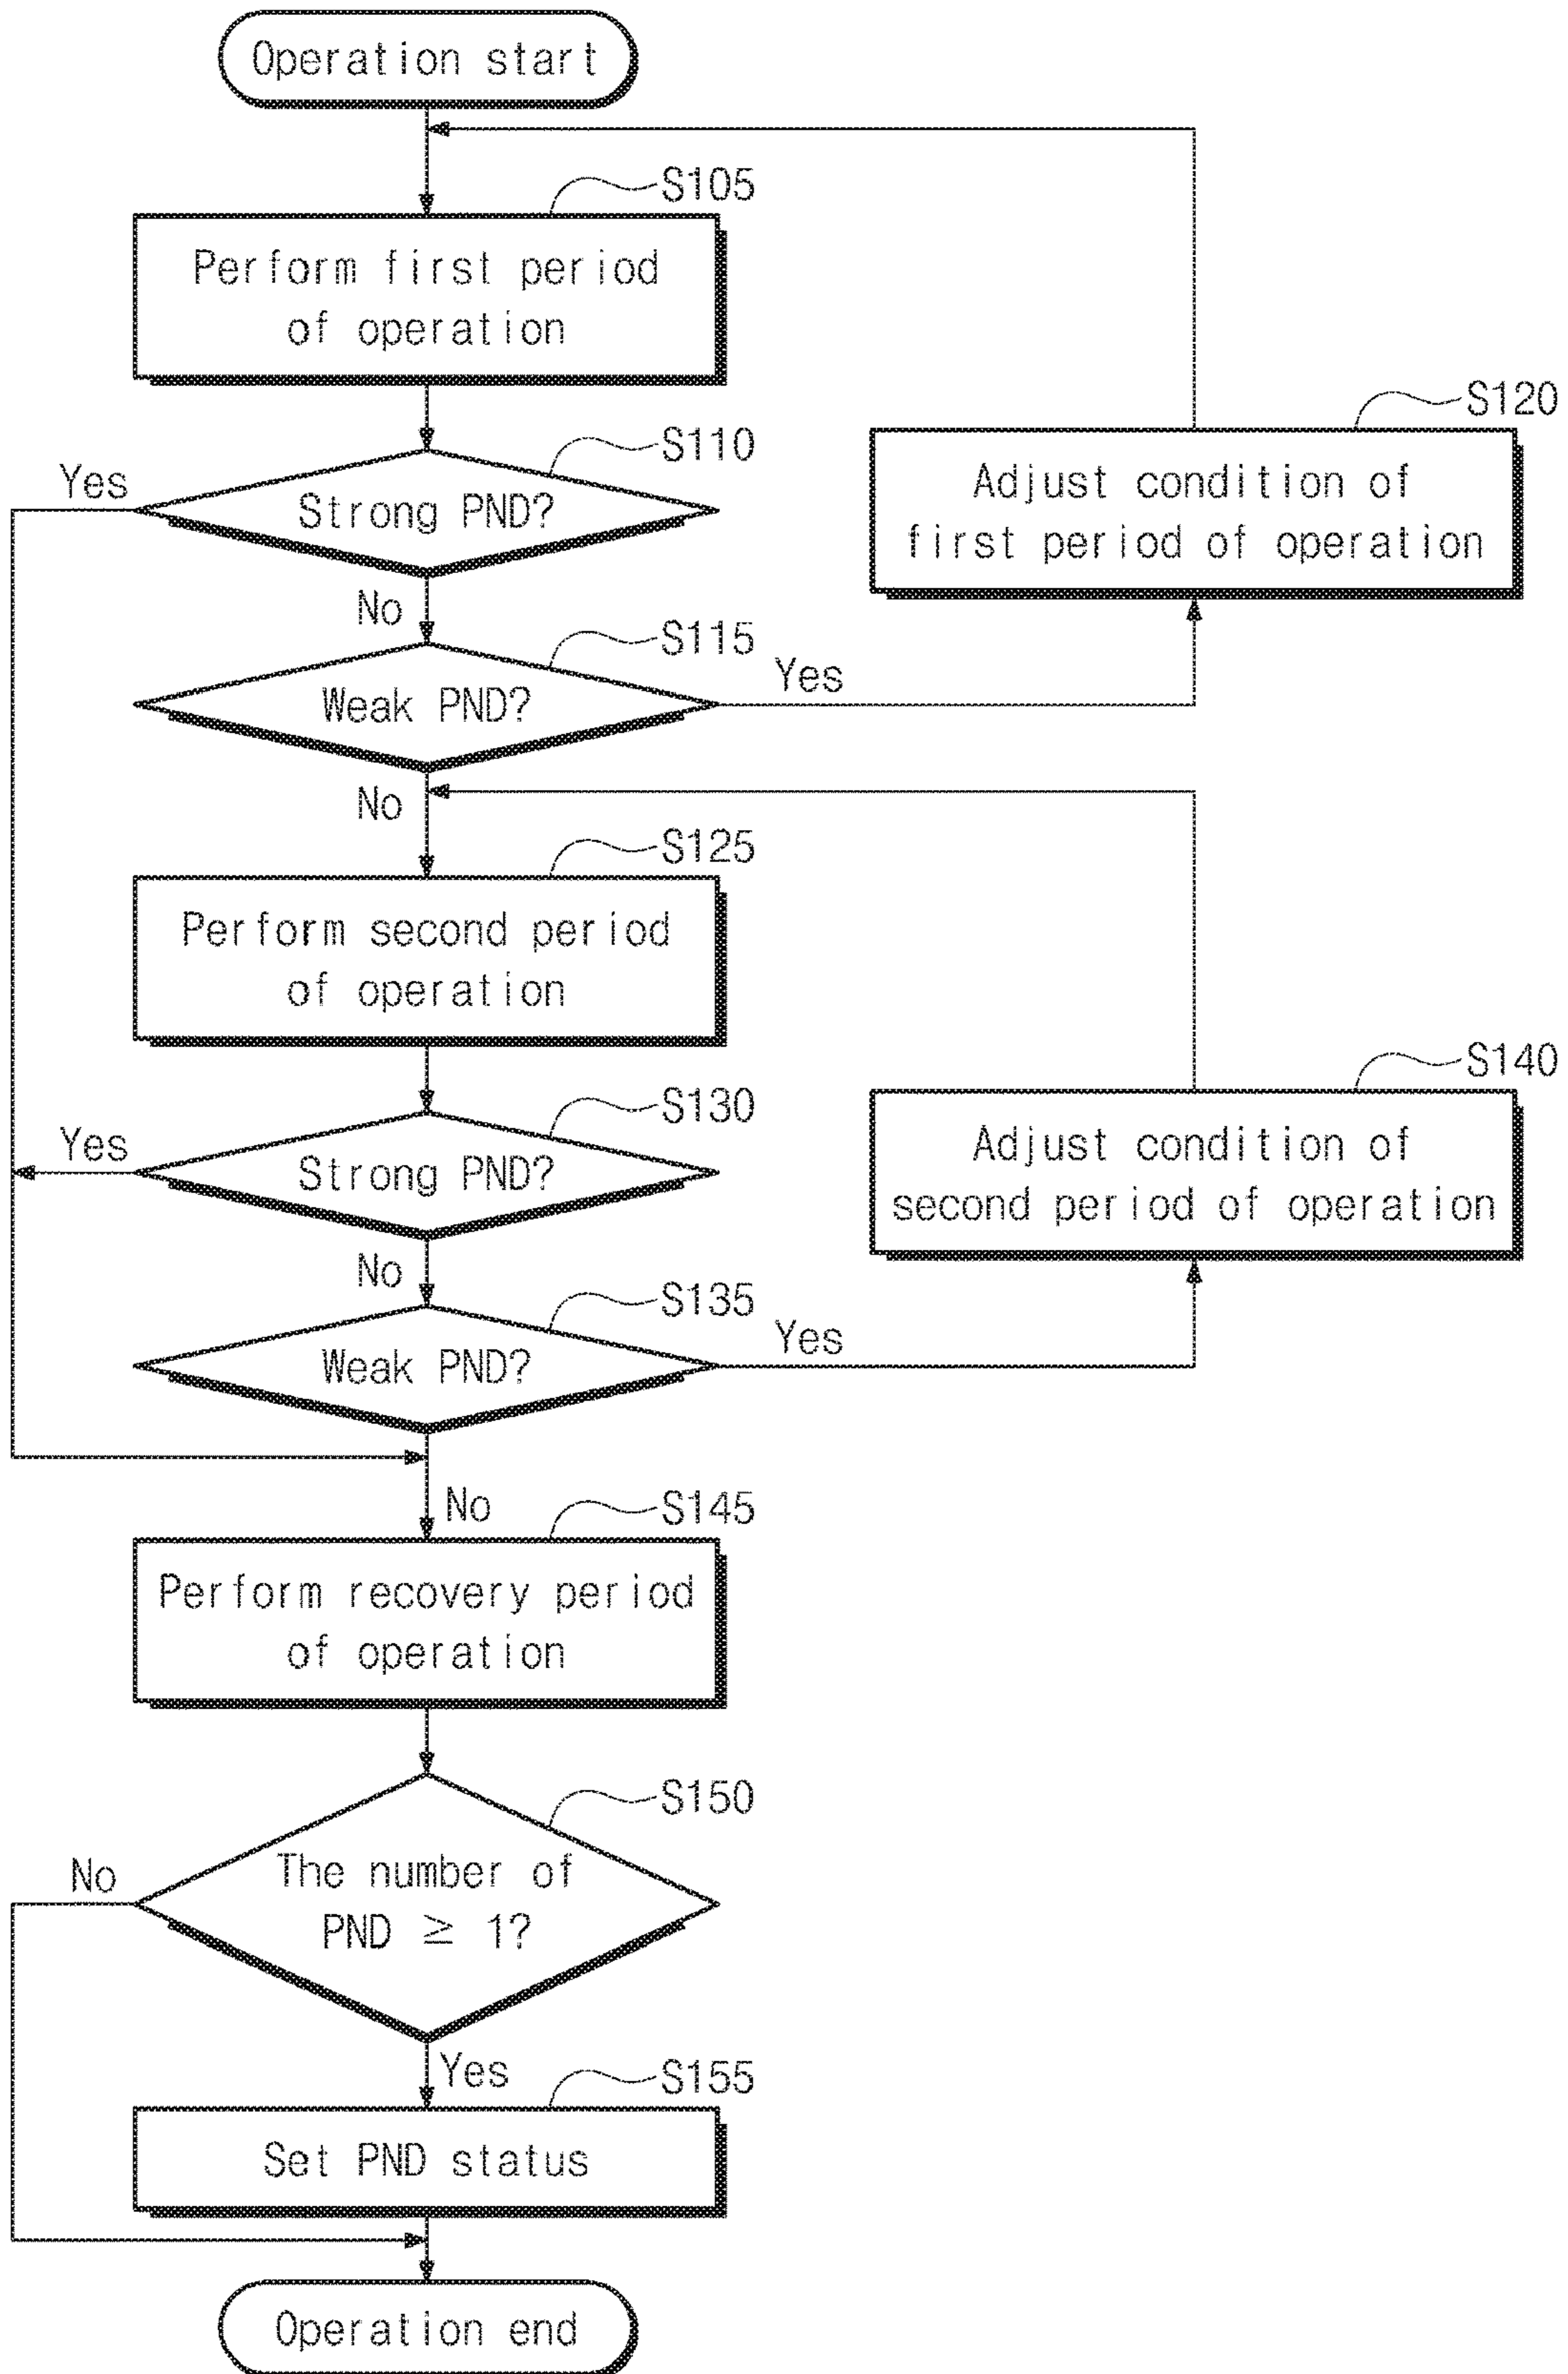 Operation start
S105
Perform first period
of operation
S110
Yes
Strong PND?
S120
Adjust condition of
first period of operation
No
S115
Weak PND?
Yes
No
S125
Perform second period
of operation
S130
Yes
Strong PND?
S140
Adjust condition of
second period of operation
No
S135
Weak PND?
Yes
No
S145
Perform recovery period
of operation
S150
No
The number of
PND ≥ 1?
Yes
S155
Set PND status
Operation end